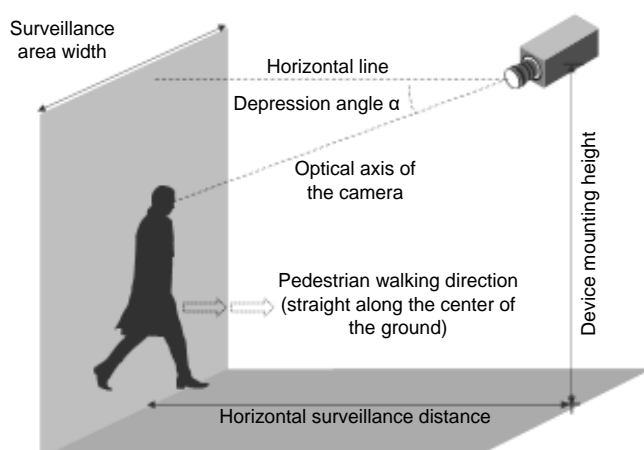 Surveillance
area width
Horizontal line
Depression angle α
Optical axis of
the camera
Device mounting height
Pedestrian walking direction
(straight along the center of
the ground)
Horizontal surveillance distance